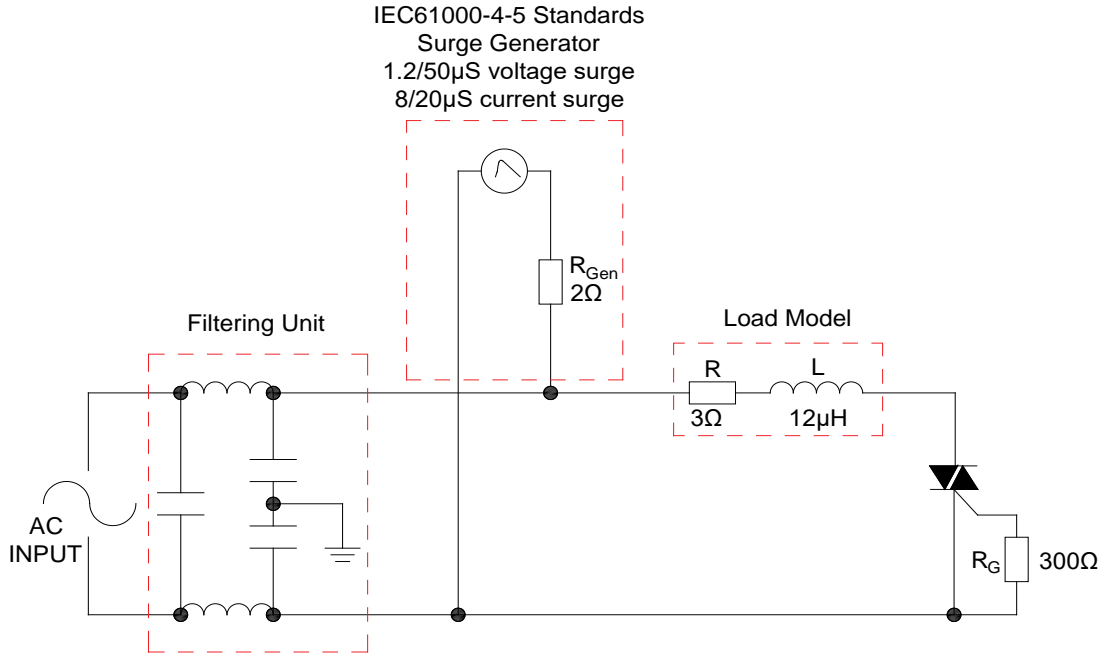 IEC61000-4-5 Standards
Surge Generator
1.2/50µS voltage surge
8/20µS current surge
RGen
2Ω
Filtering Unit
Load Model
R
L
3Ω
12µH
AC
INPUT
RG
300Ω